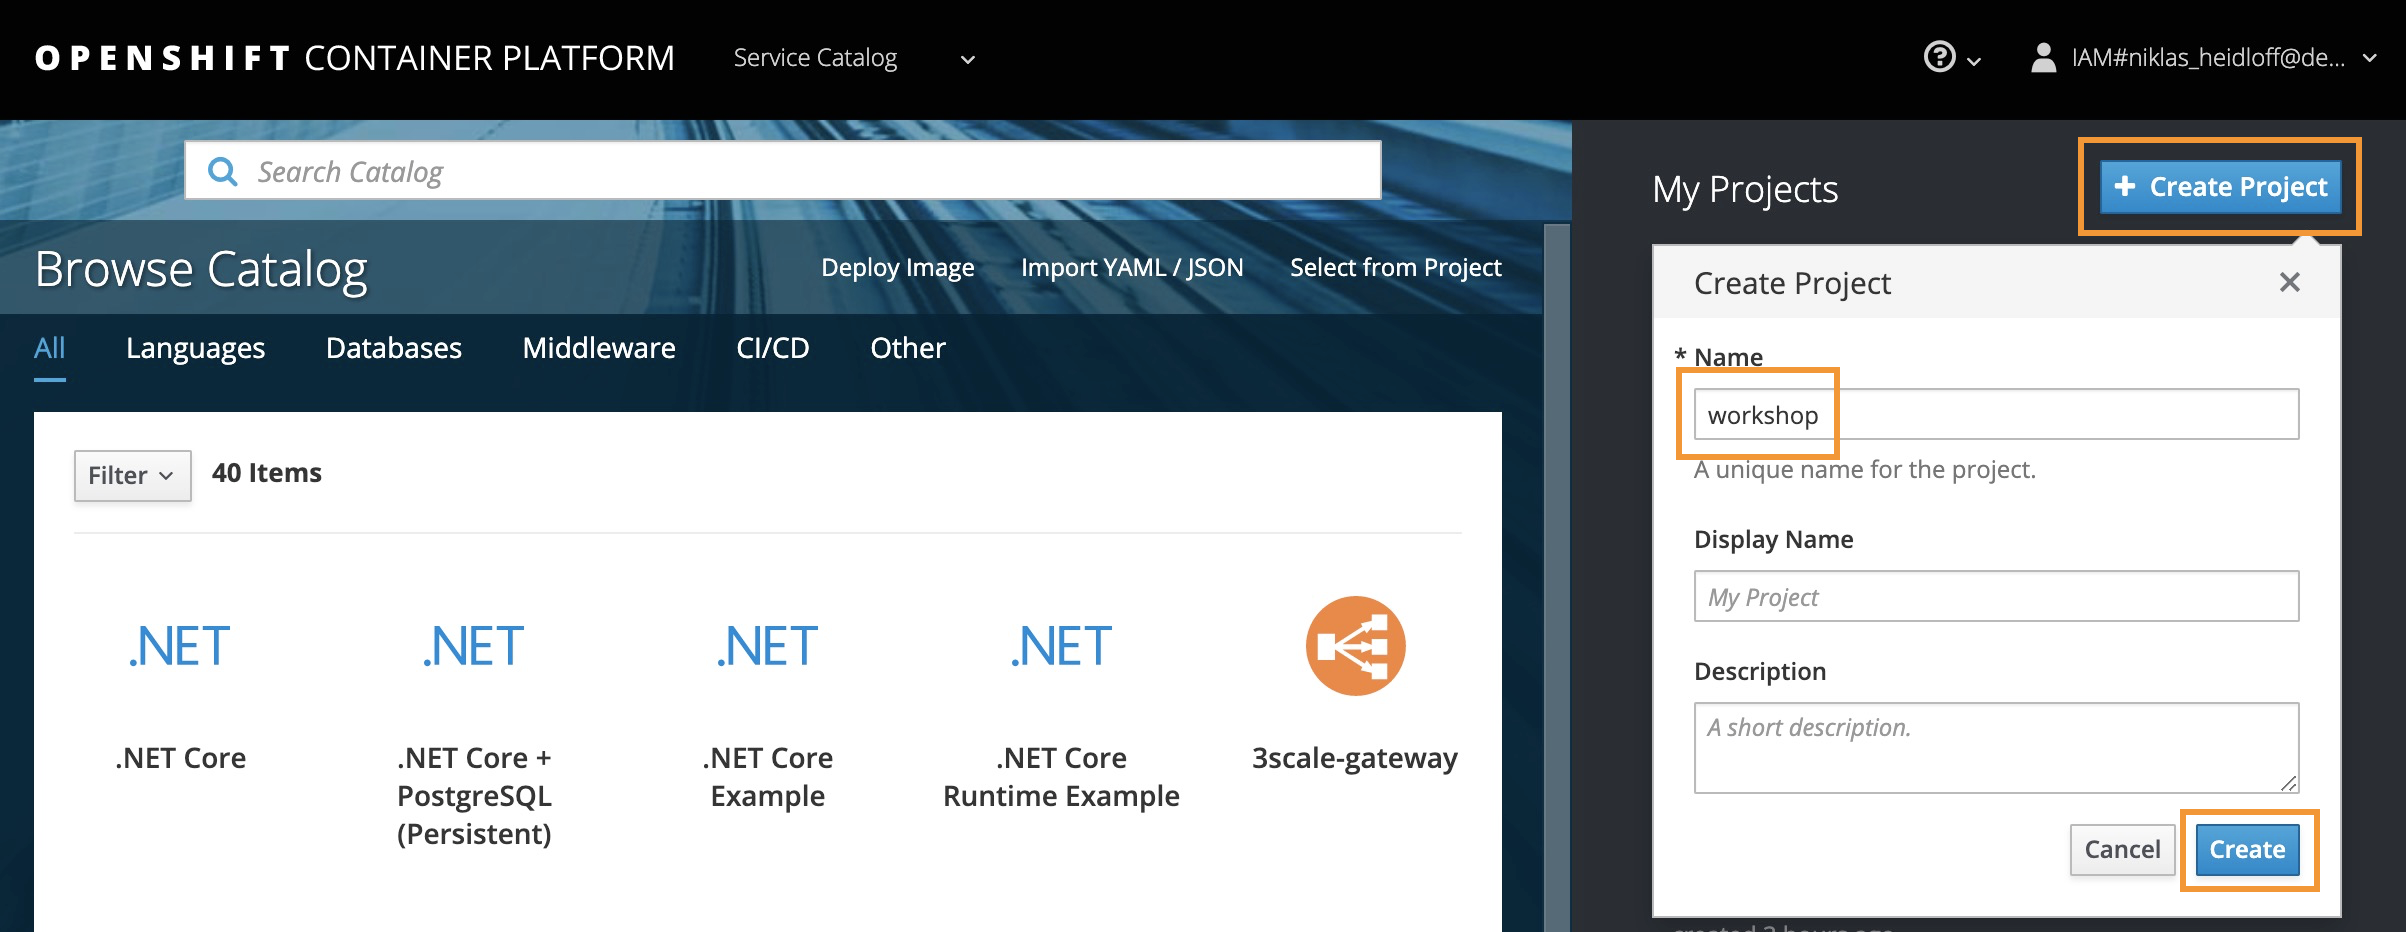 OPENSHIFT CONTAINER PLATFORM
Service Catalog
IAM#niklas_heidloff@de...
Search Catalog
Browse Catalog
Deploy Image
Import YAML / JSON
Select from Project
All
Languages
Databases
Middleware
CI/CD
Other
Filter
40 Items
.NET
.NET
.NET
.NET
.NET Core
.NET Core +
PostgreSQL
(Persistent)
.NET Core
Example
.NET Core
Runtime Example
3scale-gateway
My Projects
+ Create Project
Create Project
* Name
workshop
A unique name for the project.
Display Name
My Project
Description
A short description.
Cancel
Create